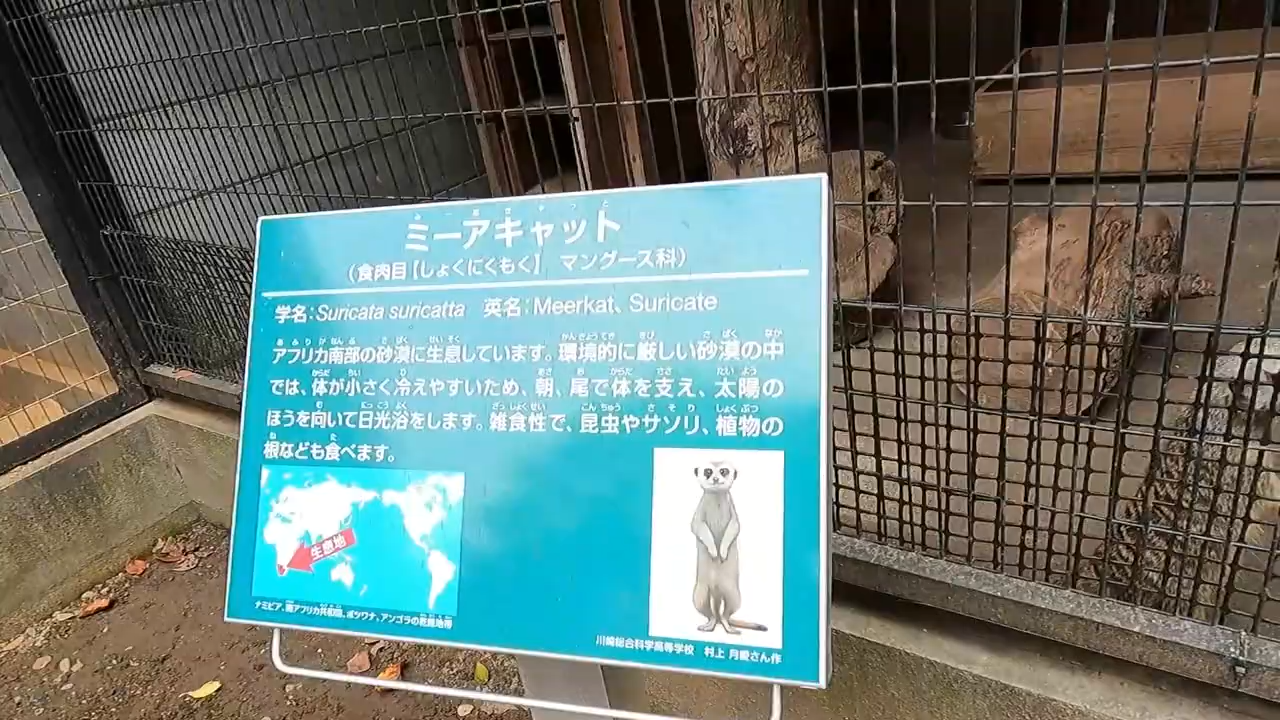 ミーアキャット
(食肉目【しょくにくもく】 マングース科)
学名:Suricata suricatta 英名:Meerkat、Suricate
アフリカ南部の砂漠に生息しています。環境的に厳しい砂漠の中
では、体が小さく冷えやすいため、朝、尾で体を支え、太陽の
ほうを向いて日光浴をします。雑食性で、昆虫やサソリ、植物の
根なども食べます。
生息地
ナミビア、南アフリカ共和国、ボツワナ、アンゴラの乾燥地帯
川崎総合科学高等学校 村上 月愛さん作